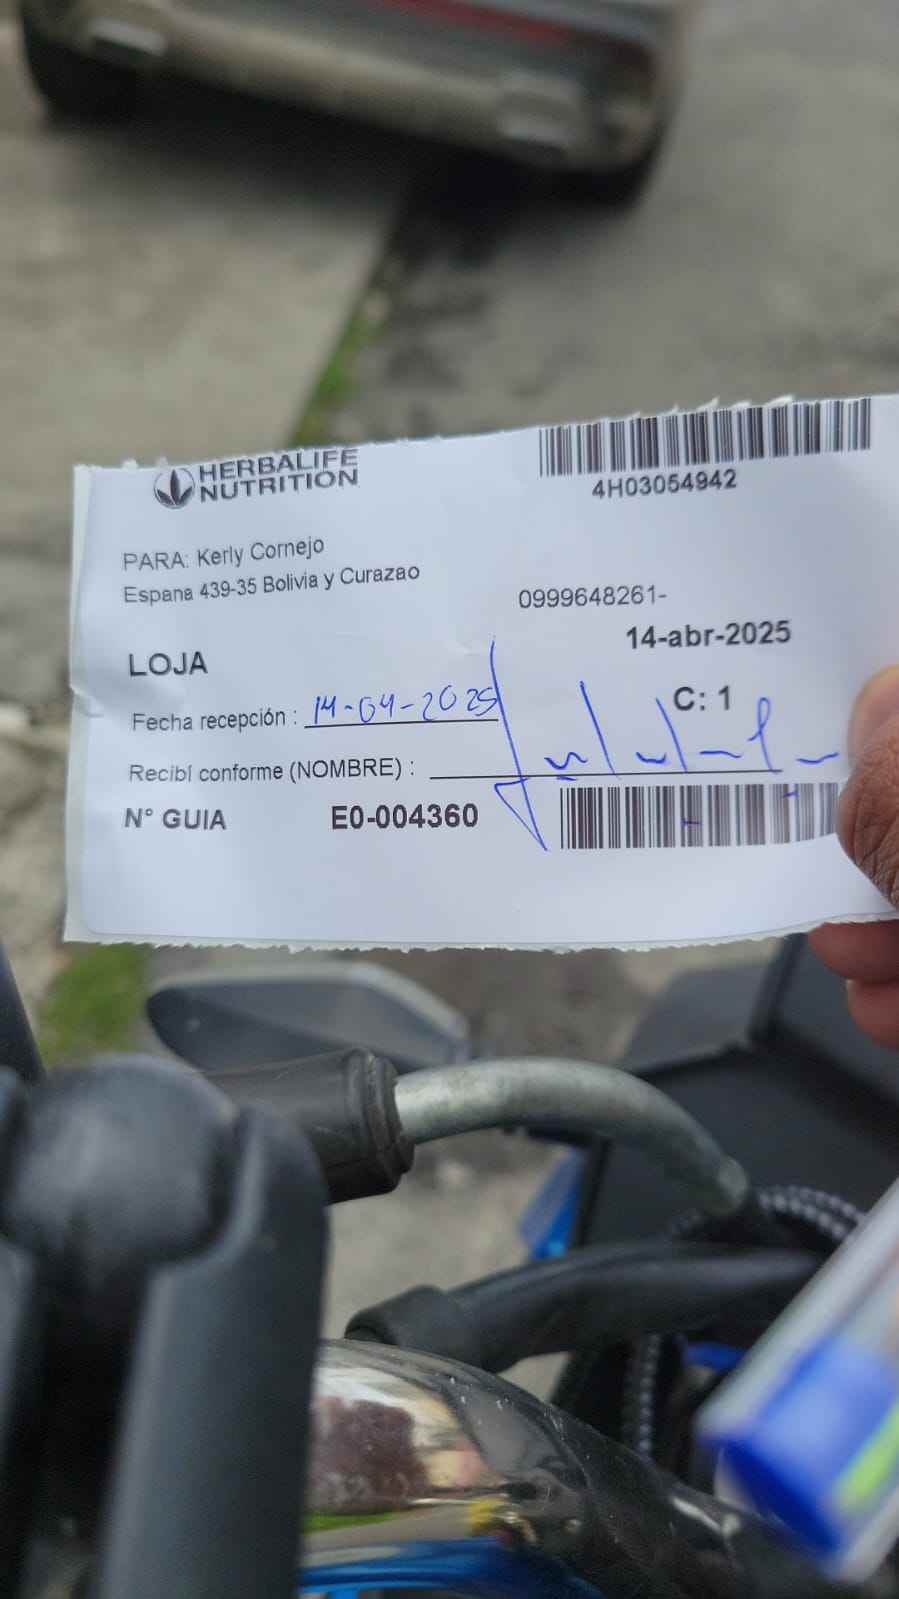 HERBALIFE
NUTRITION
4H03054942
PARA: Kerly Cornejo
Espana 439-35 Bolivia y Curazao
0999648261-
14-abr-2025
LOJA
C: 1
Fecha recepción : 14-04-2025
Recibí conforme (NOMBRE) :
N° GUIA E0-004360